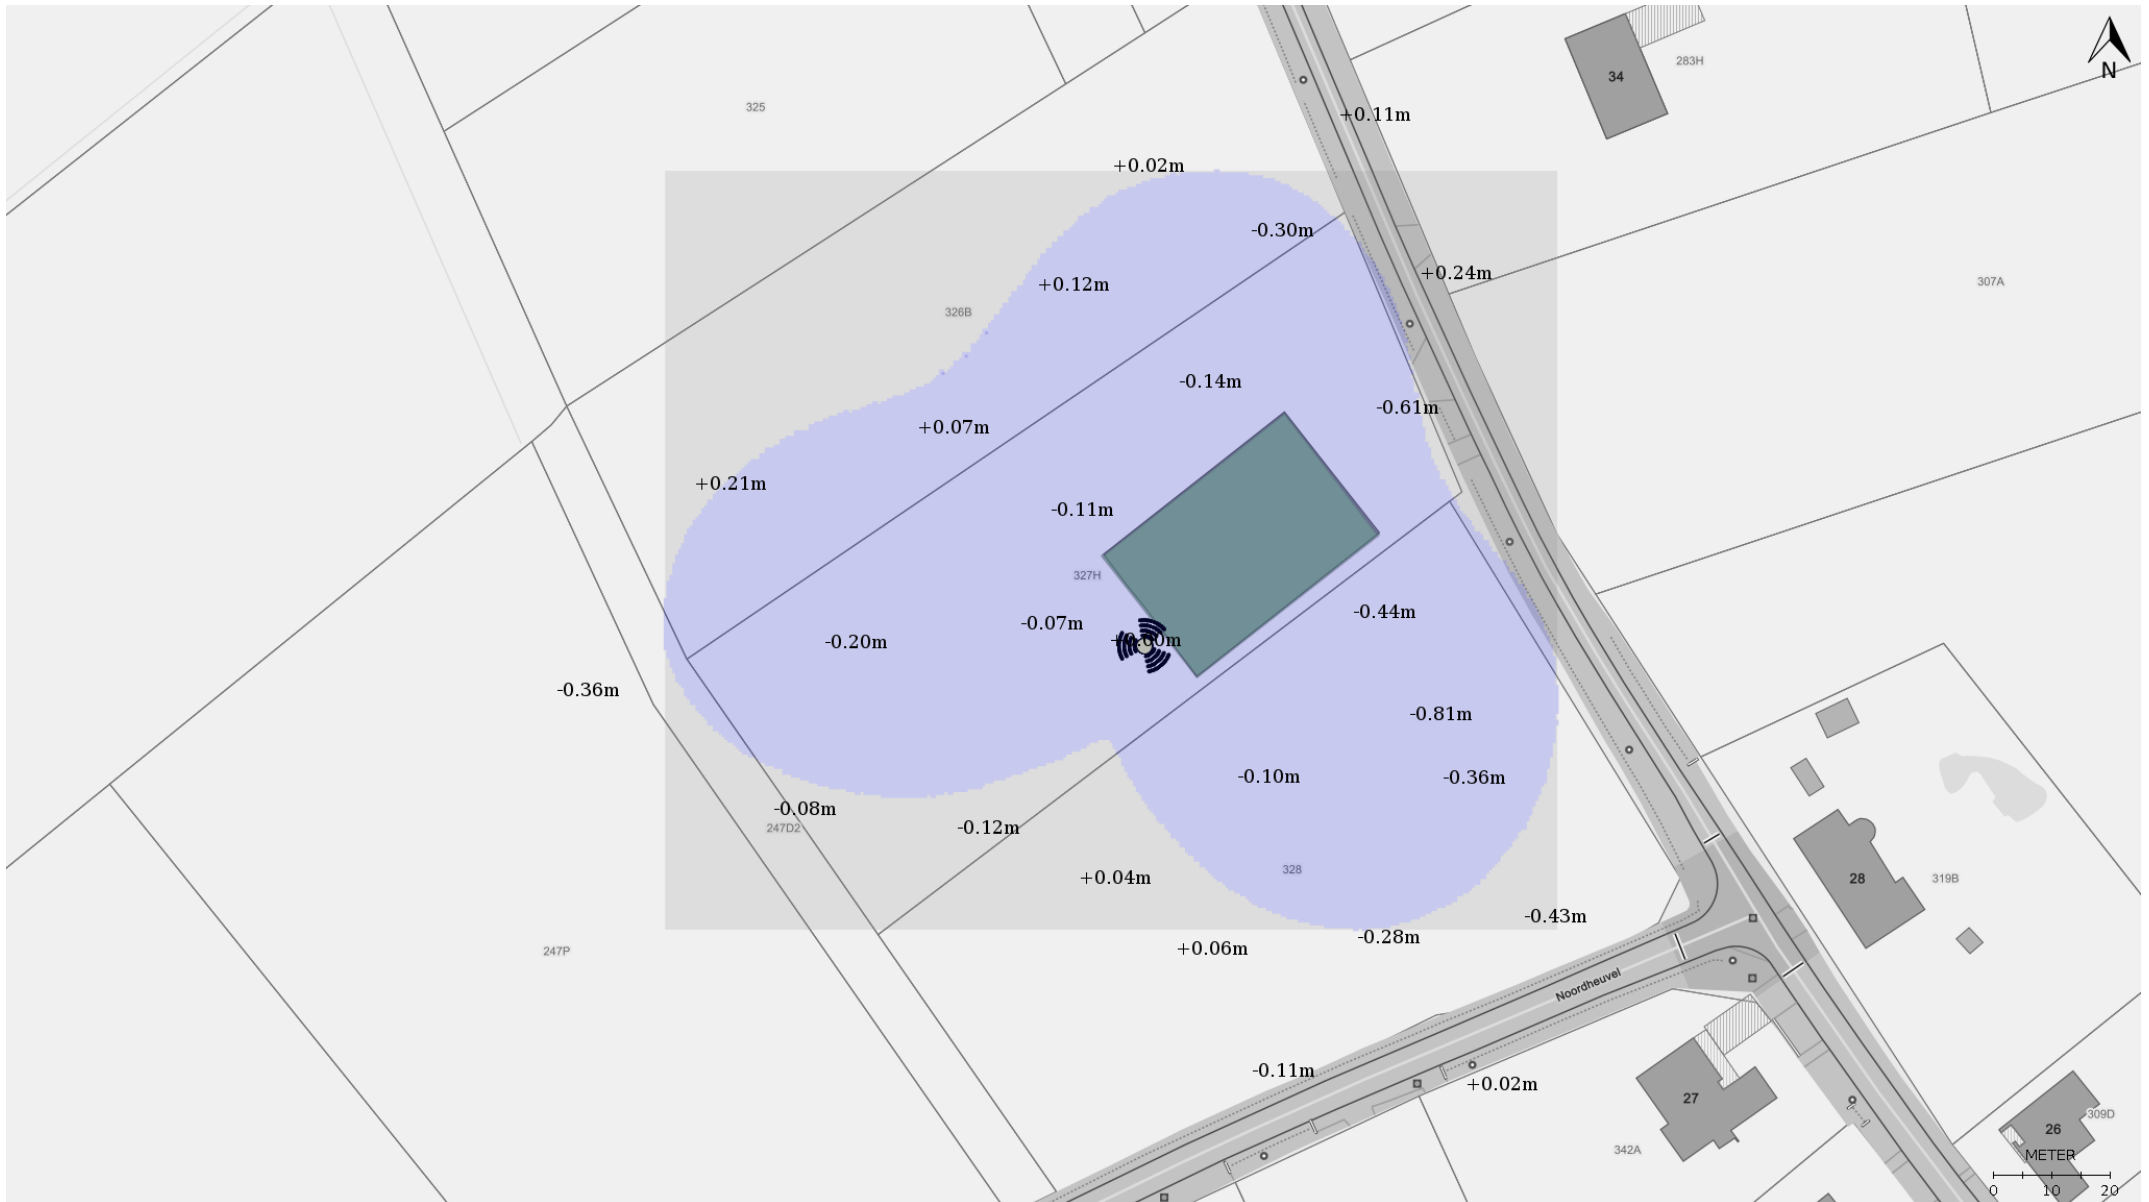 34
283H
N
325
+0.11m
+0.02m
-0.30m
+0.24m
307A
+0.12m
326B
-0.14m
-0.61m
+0.07m
+0.21m
-0.11m
327H
-0.44m
-0.07m
+0.00m
-0.20m
-0.36m
-0.81m
-0.10m
-0.36m
-0.08m
247D2
-0.12m
328
28
319B
+0.04m
-0.43m
-0.28m
+0.06m
247P
Noordheuvel
-0.11m
+0.02m
27
309D
26
342A
METER
0 10 20